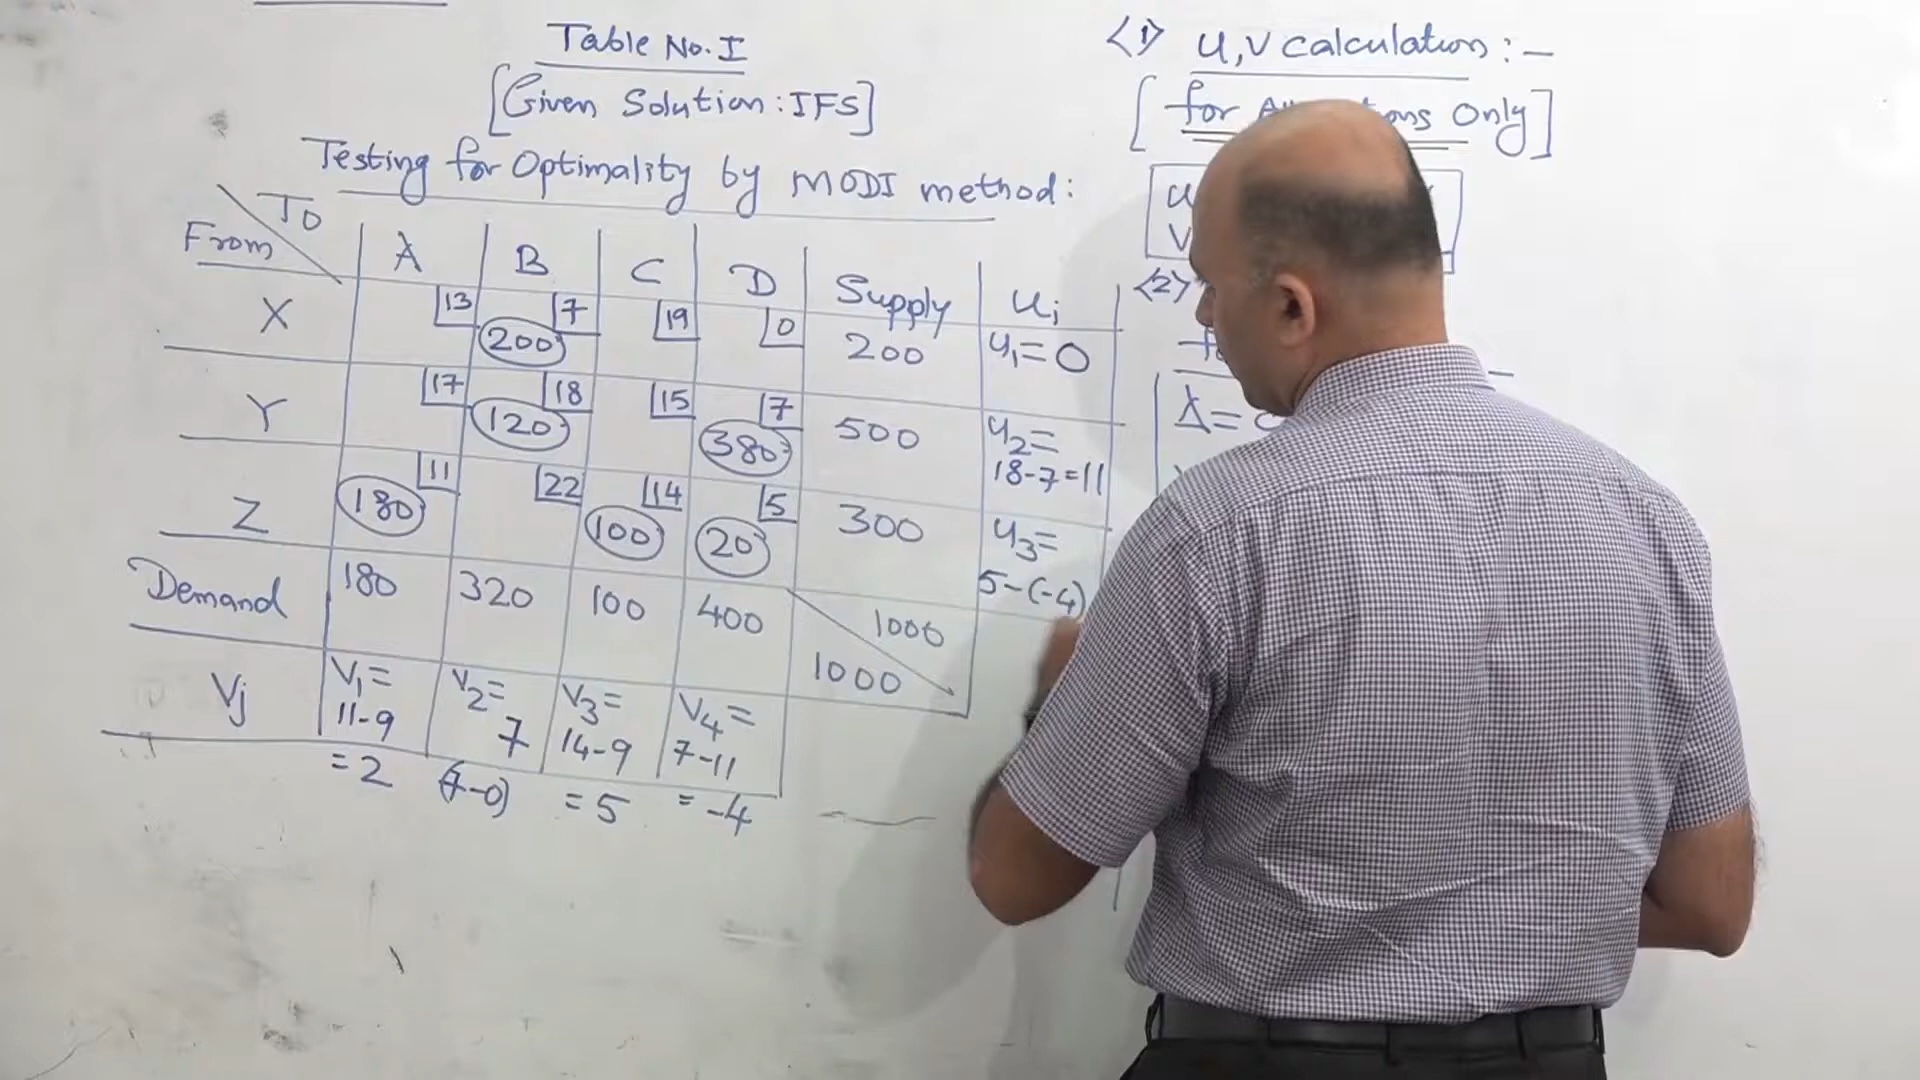 Table No. I
[Given Solution : IFS]
Testing for Optimality by MODI method :
To
From A B C D Supply ui
X 13 7 200 19 0 200 u1 = 0
Y 17 18 120 15 7 380 500 u2 = 18-7=11
Z 11 180 22 14 100 5 20 300 u3 = 5-(-4)
Demand 180 320 100 400 1000 1000
Vj V1 = 11-9 = 2 V2 = 7 (7-0) V3 = 14-9 = 5 V4 = 7-11 = -4
<1> u,v calculation : –
[for Only]
u
V
<2>
Δ =